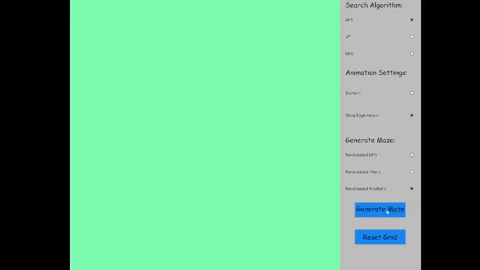 Search Algorithm:
BFS
A*
DFS
Animation Settings:
Instant
Show Exploration
Generate Maze:
Randomized DFS
Randomized Prim's
Randomized Kruskal's
Generate Maze
Reset Grid